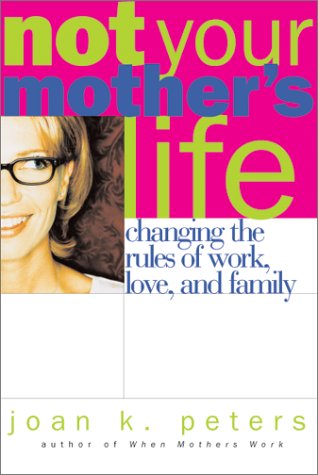 not your
mother's
life
changing the
rules of work,
love, and family
joan k. peters
author of When Mothers Work